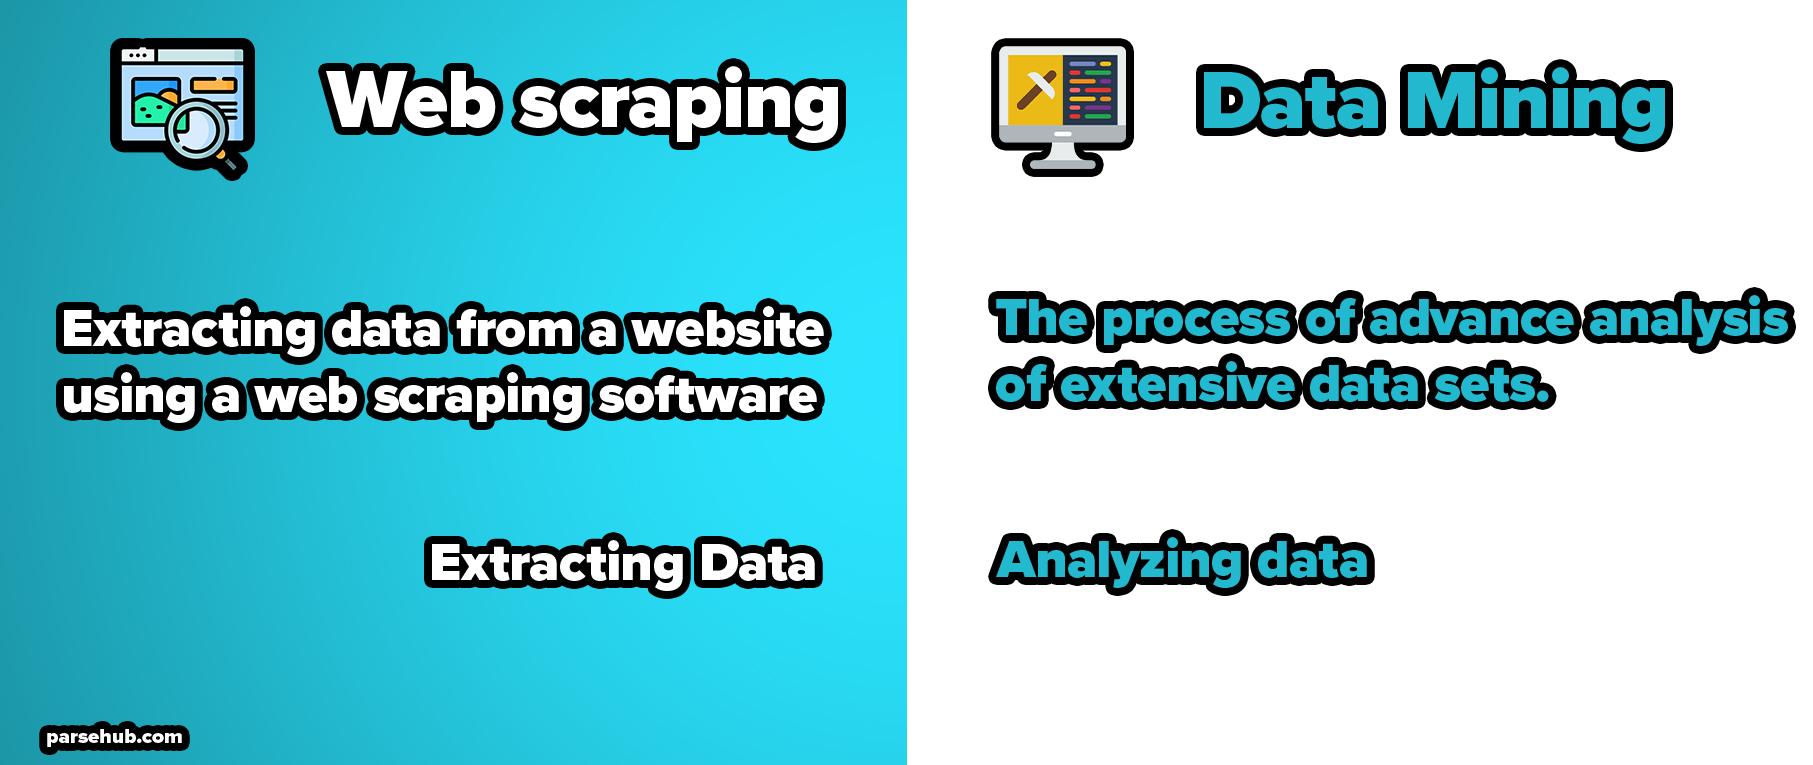 Web scraping
Extracting data from a website
using a web scraping software
Extracting Data
parsehub.com
Data Mining
The process of advance analysis
of extensive data sets.
Analyzing data